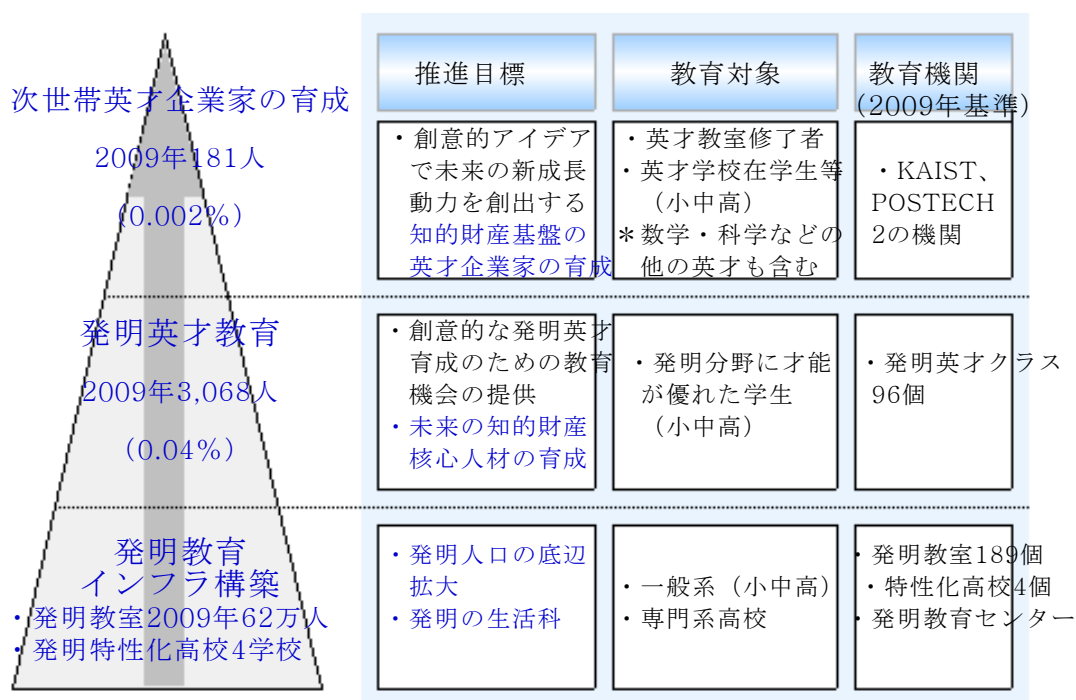 推進目標
教育対象
教育機関
(2009年基準)
次世帯英才企業家の育成
2009年181人
(0.002%)
・創意的アイデア
で未来の新成長
動力を創出する
知的財産基盤の
英才企業家の育成
・英才教室修了者
・英才学校在学生等
(小中高)
＊数学・科学などの
他の英才も含む
・KAIST、
POSTECH
2の機関
発明英才教育
2009年3,068人
(0.04%)
・創意的な発明英才
育成のための教育
機会の提供
・未来の知的財産
核心人材の育成
・発明分野に才能
が優れた学生
(小中高)
・発明英才クラス
96個
発明教育
インフラ構築
・発明教室2009年62万人
・発明特性化高校4学校
・発明人口の底辺
拡大
・発明の生活科
・一般系（小中高）
・専門系高校
・発明教室189個
・特性化高校4個
・発明教育センター